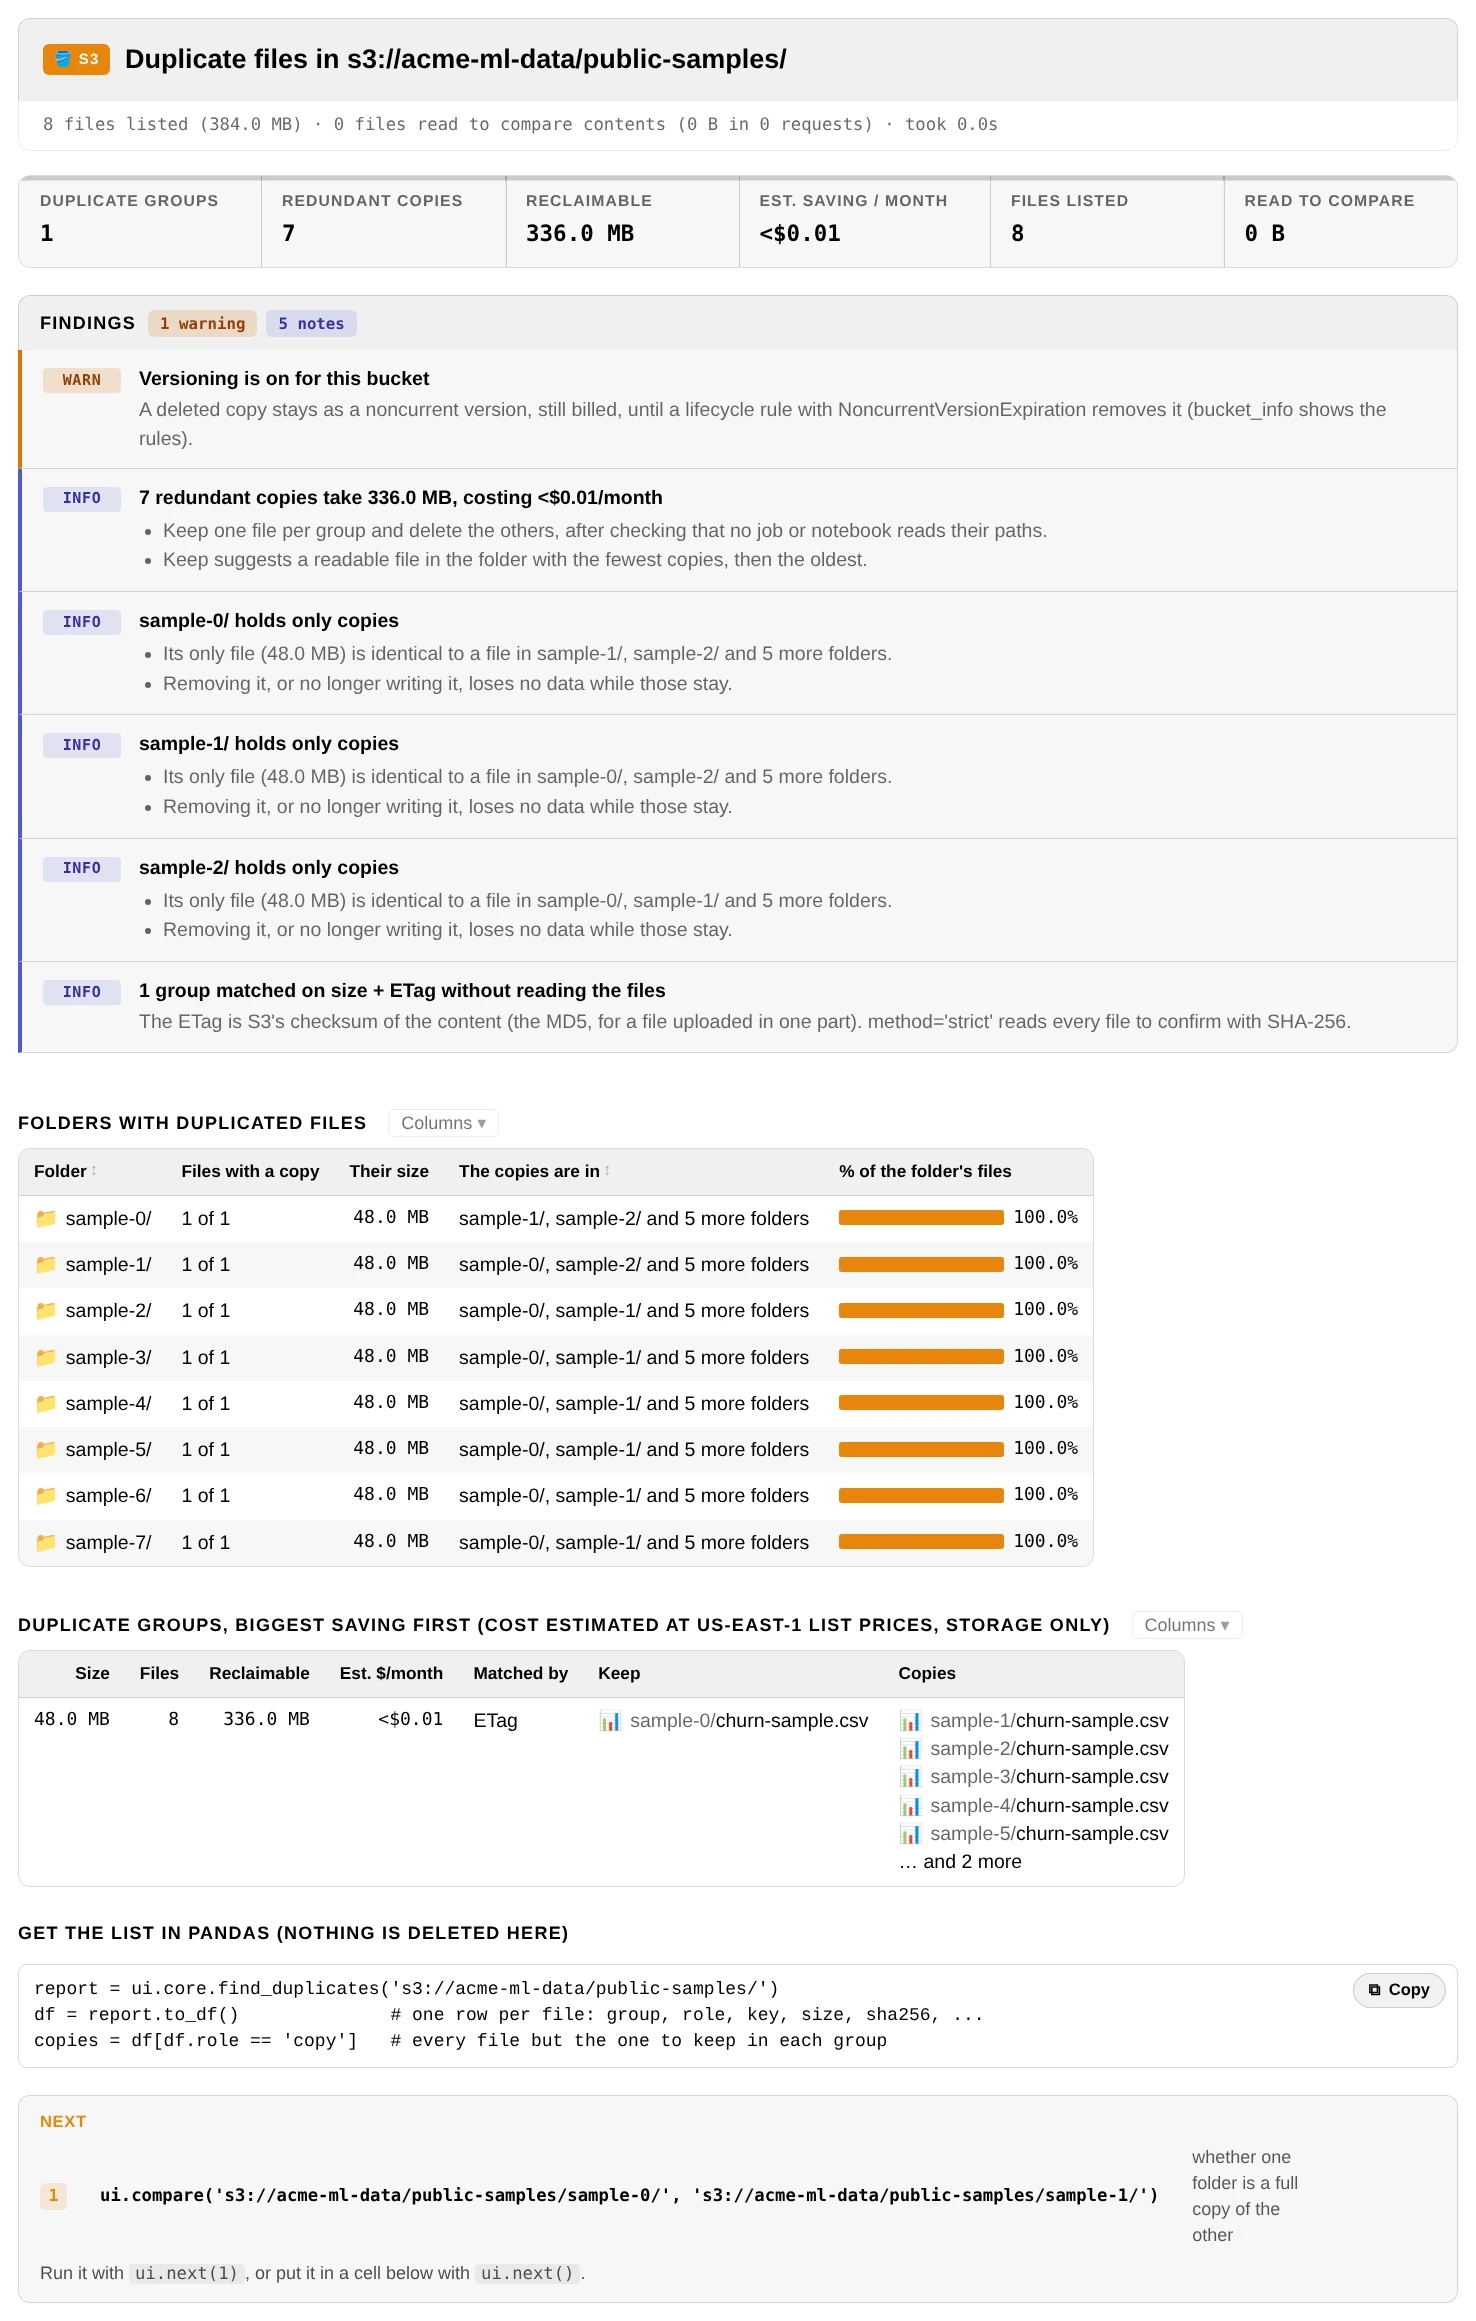 S3 Duplicate files in s3://acme-ml-data/public-samples/
8 files listed (384.0 MB) · 0 files read to compare contents (0 B in 0 requests) · took 0.0s
DUPLICATE GROUPS REDUNDANT COPIES RECLAIMABLE EST. SAVING / MONTH FILES LISTED READ TO COMPARE
1 7 336.0 MB <$0.01 8 0 B
FINDINGS 1 warning 5 notes
WARN Versioning is on for this bucket
A deleted copy stays as a noncurrent version, still billed, until a lifecycle rule with NoncurrentVersionExpiration removes it (bucket_info shows the
rules).
INFO 7 redundant copies take 336.0 MB, costing <$0.01/month
• Keep one file per group and delete the others, after checking that no job or notebook reads their paths.
• Keep suggests a readable file in the folder with the fewest copies, then the oldest.
INFO sample-0/ holds only copies
• Its only file (48.0 MB) is identical to a file in sample-1/, sample-2/ and 5 more folders.
• Removing it, or no longer writing it, loses no data while those stay.
INFO sample-1/ holds only copies
• Its only file (48.0 MB) is identical to a file in sample-0/, sample-2/ and 5 more folders.
• Removing it, or no longer writing it, loses no data while those stay.
INFO sample-2/ holds only copies
• Its only file (48.0 MB) is identical to a file in sample-0/, sample-1/ and 5 more folders.
• Removing it, or no longer writing it, loses no data while those stay.
INFO 1 group matched on size + ETag without reading the files
The ETag is S3's checksum of the content (the MD5, for a file uploaded in one part). method='strict' reads every file to confirm with SHA-256.
FOLDERS WITH DUPLICATED FILES Columns ▾
Folder ↕ Files with a copy Their size The copies are in ↕ % of the folder's files
sample-0/ 1 of 1 48.0 MB sample-1/, sample-2/ and 5 more folders 100.0%
sample-1/ 1 of 1 48.0 MB sample-0/, sample-2/ and 5 more folders 100.0%
sample-2/ 1 of 1 48.0 MB sample-0/, sample-1/ and 5 more folders 100.0%
sample-3/ 1 of 1 48.0 MB sample-0/, sample-1/ and 5 more folders 100.0%
sample-4/ 1 of 1 48.0 MB sample-0/, sample-1/ and 5 more folders 100.0%
sample-5/ 1 of 1 48.0 MB sample-0/, sample-1/ and 5 more folders 100.0%
sample-6/ 1 of 1 48.0 MB sample-0/, sample-1/ and 5 more folders 100.0%
sample-7/ 1 of 1 48.0 MB sample-0/, sample-1/ and 5 more folders 100.0%
DUPLICATE GROUPS, BIGGEST SAVING FIRST (COST ESTIMATED AT US-EAST-1 LIST PRICES, STORAGE ONLY) Columns ▾
Size Files Reclaimable Est. $/month Matched by Keep Copies
48.0 MB 8 336.0 MB <$0.01 ETag sample-0/churn-sample.csv sample-1/churn-sample.csv
sample-2/churn-sample.csv
sample-3/churn-sample.csv
sample-4/churn-sample.csv
sample-5/churn-sample.csv
… and 2 more
GET THE LIST IN PANDAS (NOTHING IS DELETED HERE)
report = ui.core.find_duplicates('s3://acme-ml-data/public-samples/') Copy
df = report.to_df() # one row per file: group, role, key, size, sha256, ...
copies = df[df.role == 'copy'] # every file but the one to keep in each group
NEXT
1 ui.compare('s3://acme-ml-data/public-samples/sample-0/', 's3://acme-ml-data/public-samples/sample-1/')
whether one
folder is a full
copy of the
other
Run it with ui.next(1), or put it in a cell below with ui.next().